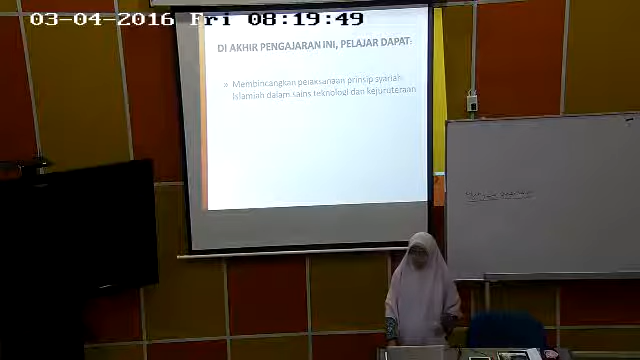 03-04-2016 Fri 08:19:49
DI AKHIR PENGAJARAN INI, PELAJAR DAPAT:
» Membincangkan pelaksanaan prinsip syariah
Islamiah dalam sains teknologi dan kejuruteraan